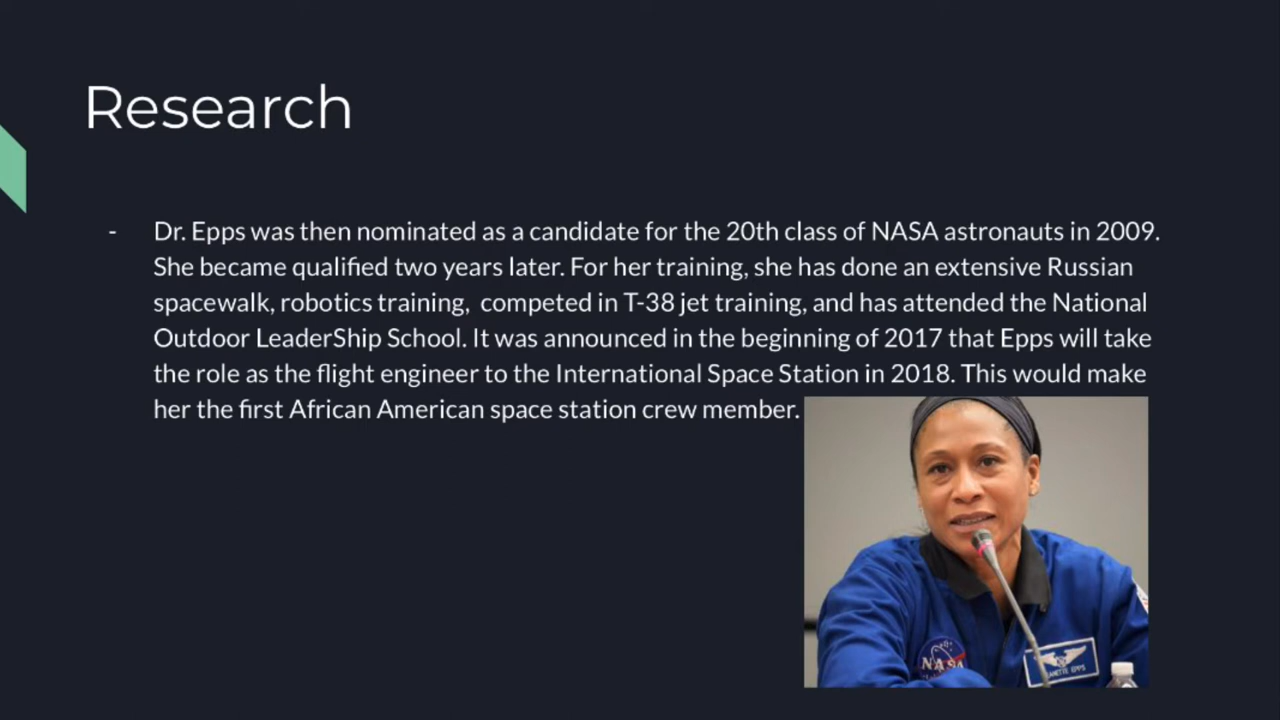 Research
- Dr. Epps was then nominated as a candidate for the 20th class of NASA astronauts in 2009.
She became qualified two years later. For her training, she has done an extensive Russian
spacewalk, robotics training,  competed in T-38 jet training, and has attended the National
Outdoor LeaderShip School. It was announced in the beginning of 2017 that Epps will take
the role as the flight engineer to the International Space Station in 2018. This would make
her the first African American space station crew member.
NASA
EPPS